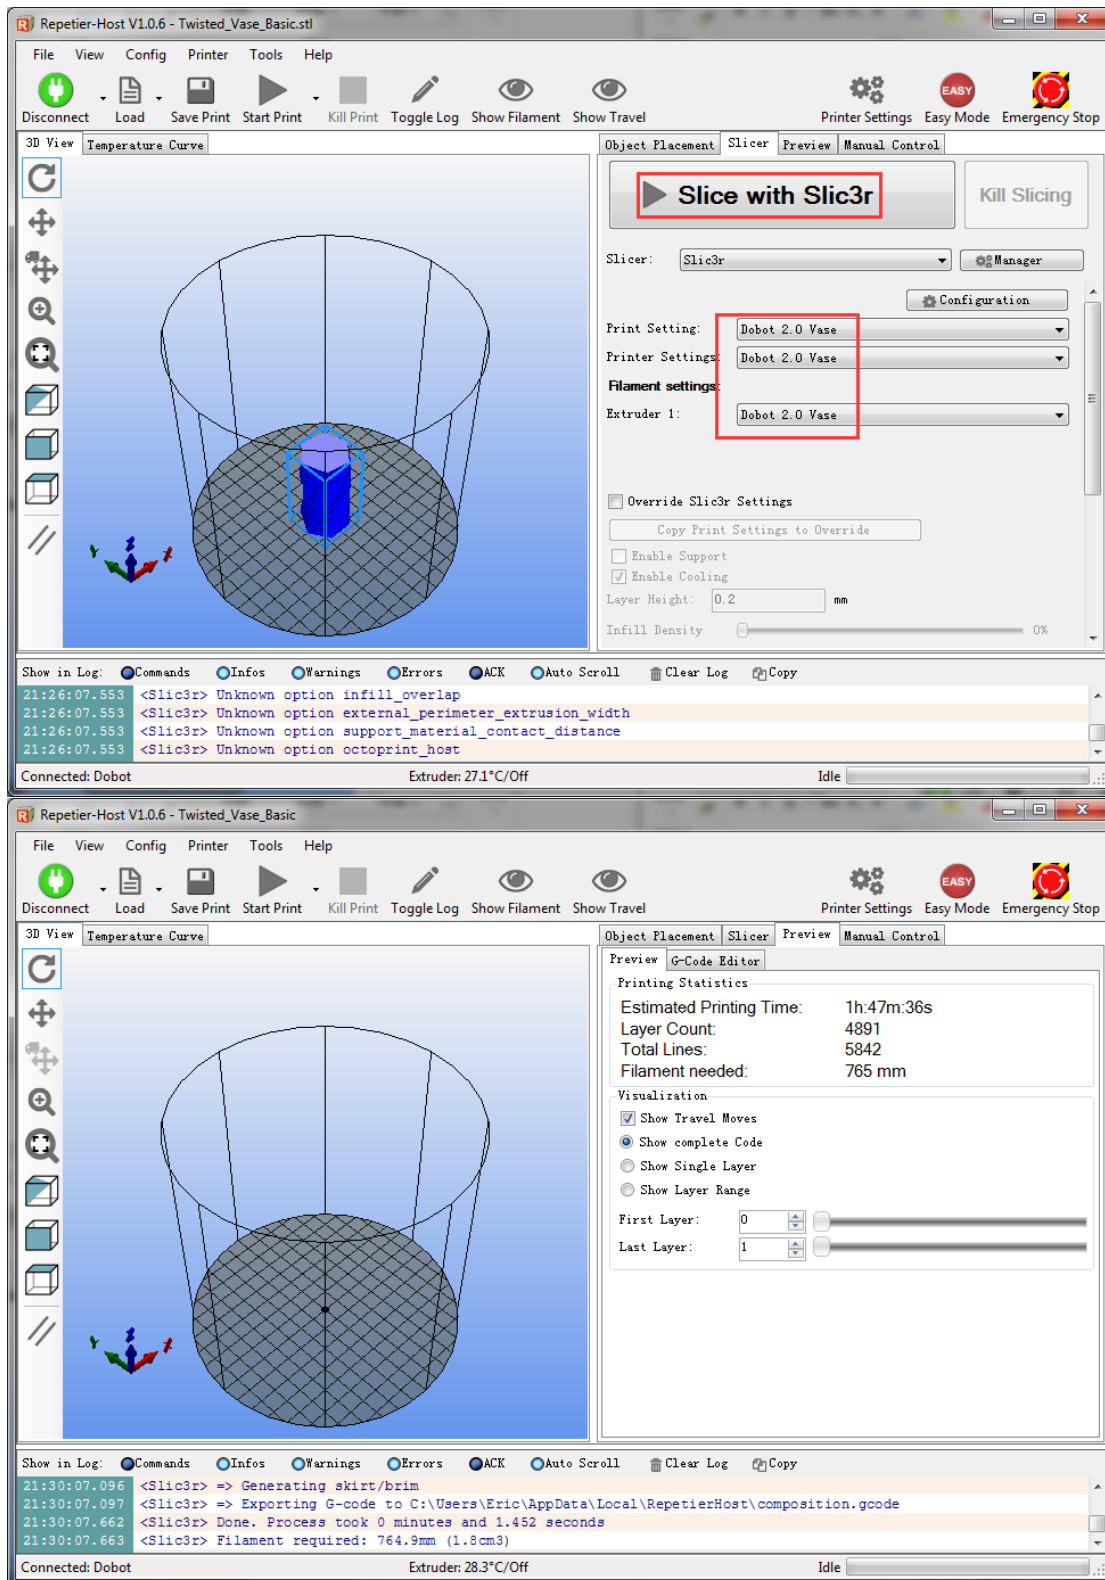 Repetier-Host V1.0.6 - Twisted_Vase_Basic.stl
File View Config Printer Tools Help
Disconnect Load Save Print Start Print Kill Print Toggle Log Show Filament Show Travel Printer Settings EASY Easy Mode Emergency Stop
3D View Temperature Curve Object Placement Slicer Preview Manual Control
Slice with Slic3r Kill Slicing
Slicer: Slic3r Manager
Configuration
Print Setting: Dobot 2.0 Vase
Printer Settings: Dobot 2.0 Vase
Filament settings:
Extruder 1: Dobot 2.0 Vase
Override Slic3r Settings
Copy Print Settings to Override
Enable Support
Enable Cooling
Layer Height: 0.2 mm
Infill Density 0%
Show in Log: Commands Infos Warnings Errors ACK Auto Scroll Clear Log Copy
21:26:07.553 <Slic3r> Unknown option infill_overlap
21:26:07.553 <Slic3r> Unknown option external_perimeter_extrusion_width
21:26:07.553 <Slic3r> Unknown option support_material_contact_distance
21:26:07.553 <Slic3r> Unknown option octoprint_host
Connected: Dobot Extruder: 27.1°C/Off Idle
Repetier-Host V1.0.6 - Twisted_Vase_Basic
File View Config Printer Tools Help
Disconnect Load Save Print Start Print Kill Print Toggle Log Show Filament Show Travel Printer Settings EASY Easy Mode Emergency Stop
3D View Temperature Curve Object Placement Slicer Preview Manual Control
Preview G-Code Editor
Printing Statistics
Estimated Printing Time: 1h:47m:36s
Layer Count: 4891
Total Lines: 5842
Filament needed: 765 mm
Visualization
Show Travel Moves
Show complete Code
Show Single Layer
Show Layer Range
First Layer: 0
Last Layer: 1
Show in Log: Commands Infos Warnings Errors ACK Auto Scroll Clear Log Copy
21:30:07.096 <Slic3r> => Generating skirt/brim
21:30:07.097 <Slic3r> => Exporting G-code to C:\Users\Eric\AppData\Local\RepetierHost\composition.gcode
21:30:07.662 <Slic3r> Done. Process took 0 minutes and 1.452 seconds
21:30:07.663 <Slic3r> Filament required: 764.9mm (1.8cm3)
Connected: Dobot Extruder: 28.3°C/Off Idle